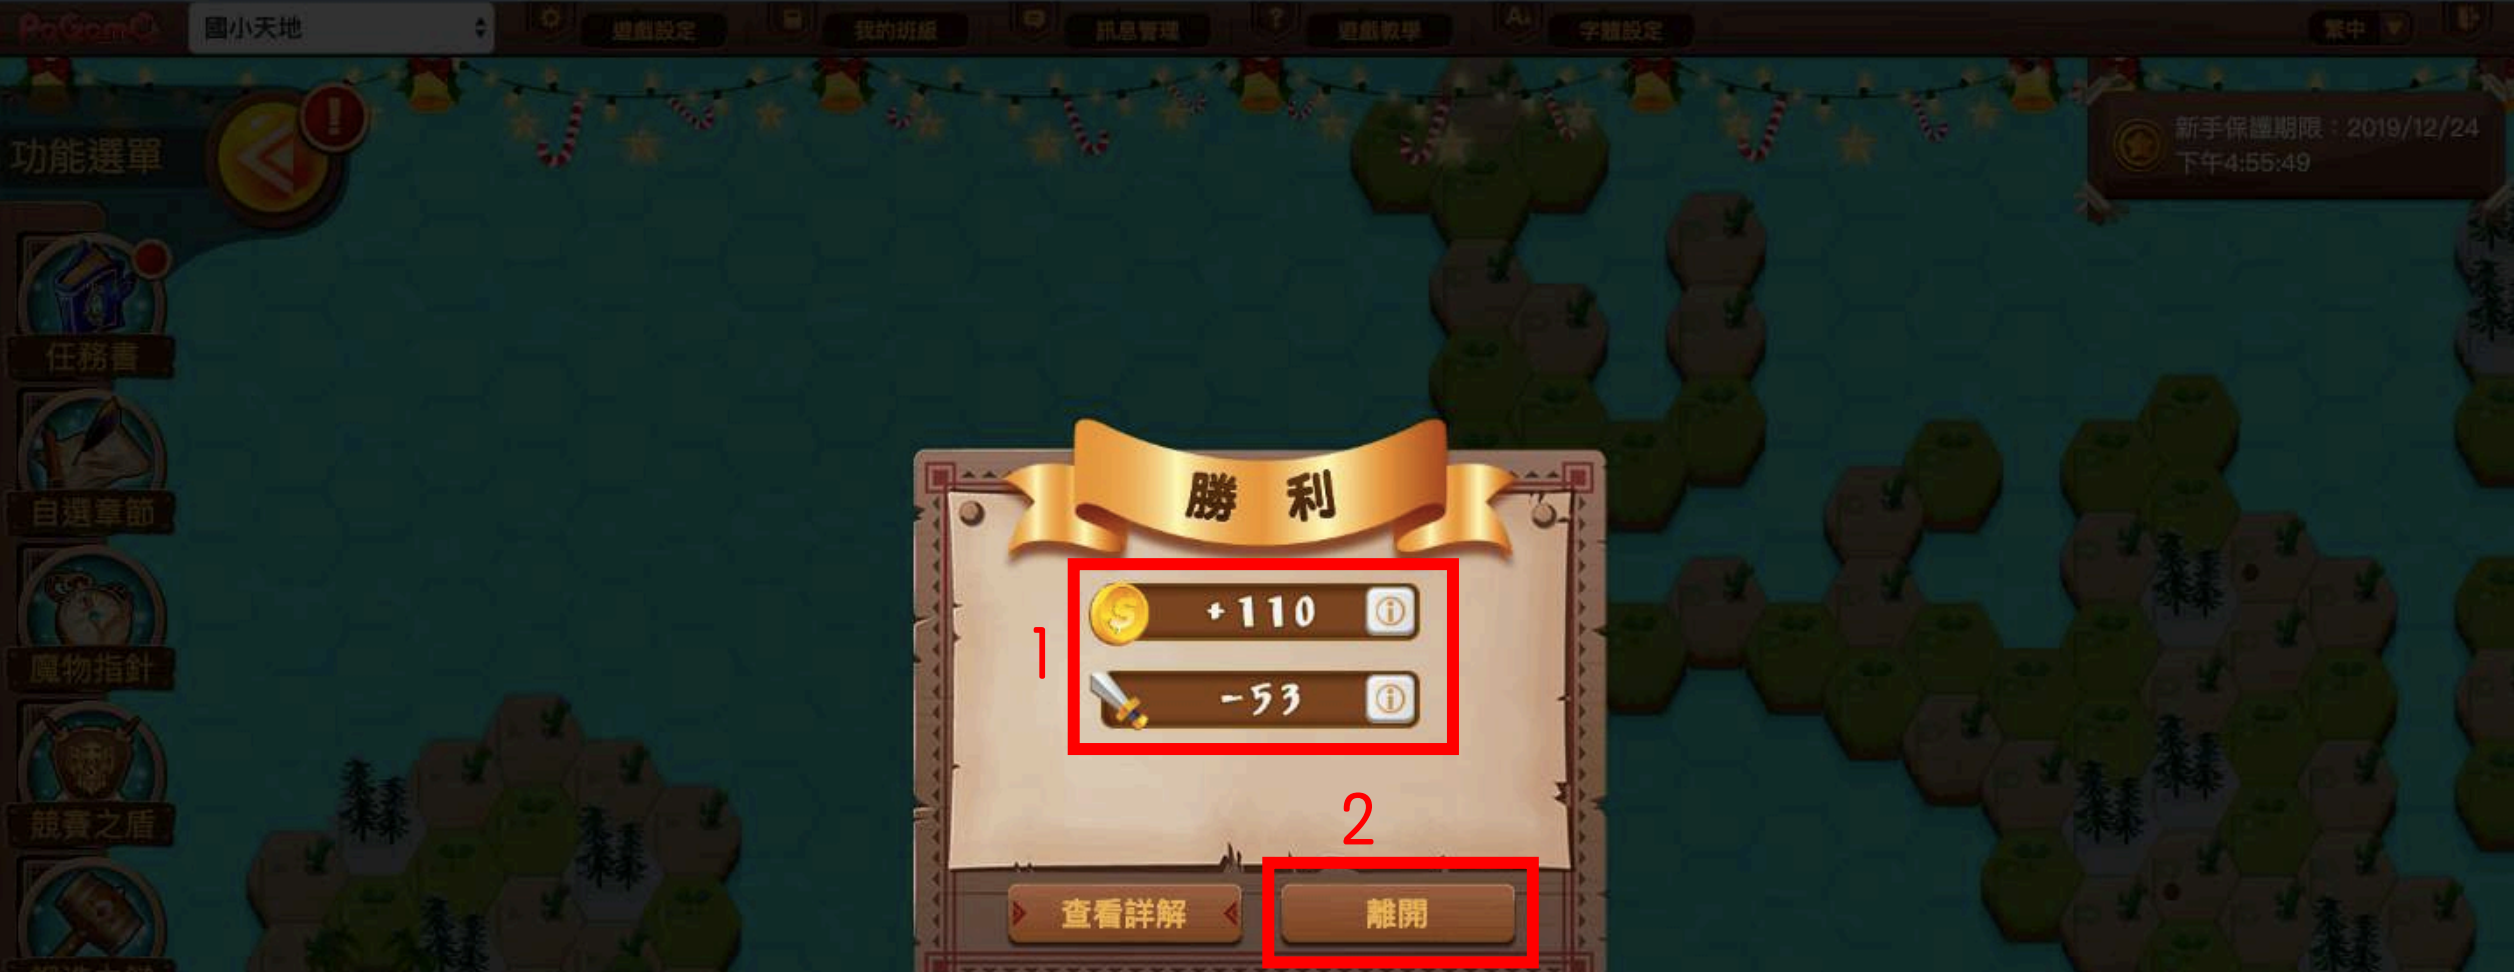 PaGamO
國小天地
遊戲設定
我的班級
訊息管理
遊戲教學
字體設定
繁中
功能選單
新手保護期限：2019/12/24
下午4:55:49
任務書
自選章節
魔物指針
競賽之盾
勝 利
1
+110
-53
2
查看詳解
離開